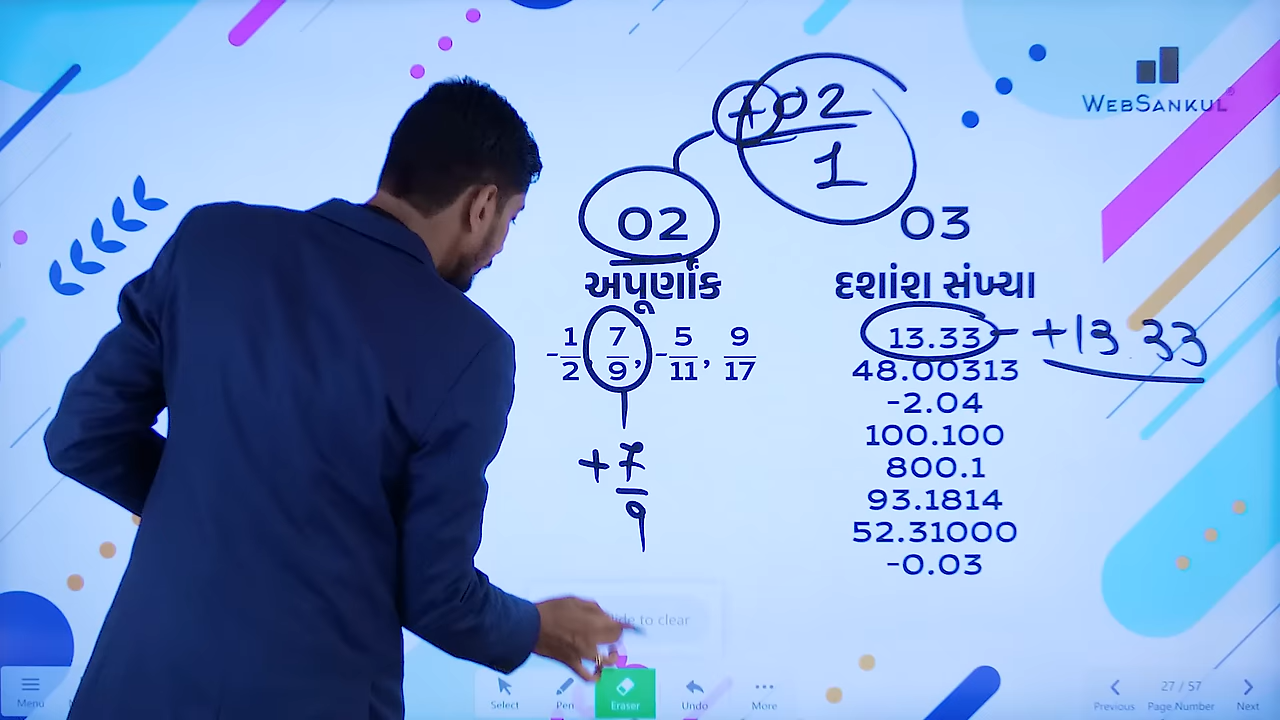 +02
1
WEBSANKUL
02
03
અપૂર્ણાંક
દશાંશ સંખ્યા
-1/2, 7/9, -5/11, 9/17
13.33
+13.33
48.00313
-2.04
100.100
+7/9
800.1
93.1814
52.31000
-0.03
to clear
Menu
Select
Pen
Eraser
Undo
More
Previous
27 / 57
Page Number
Next